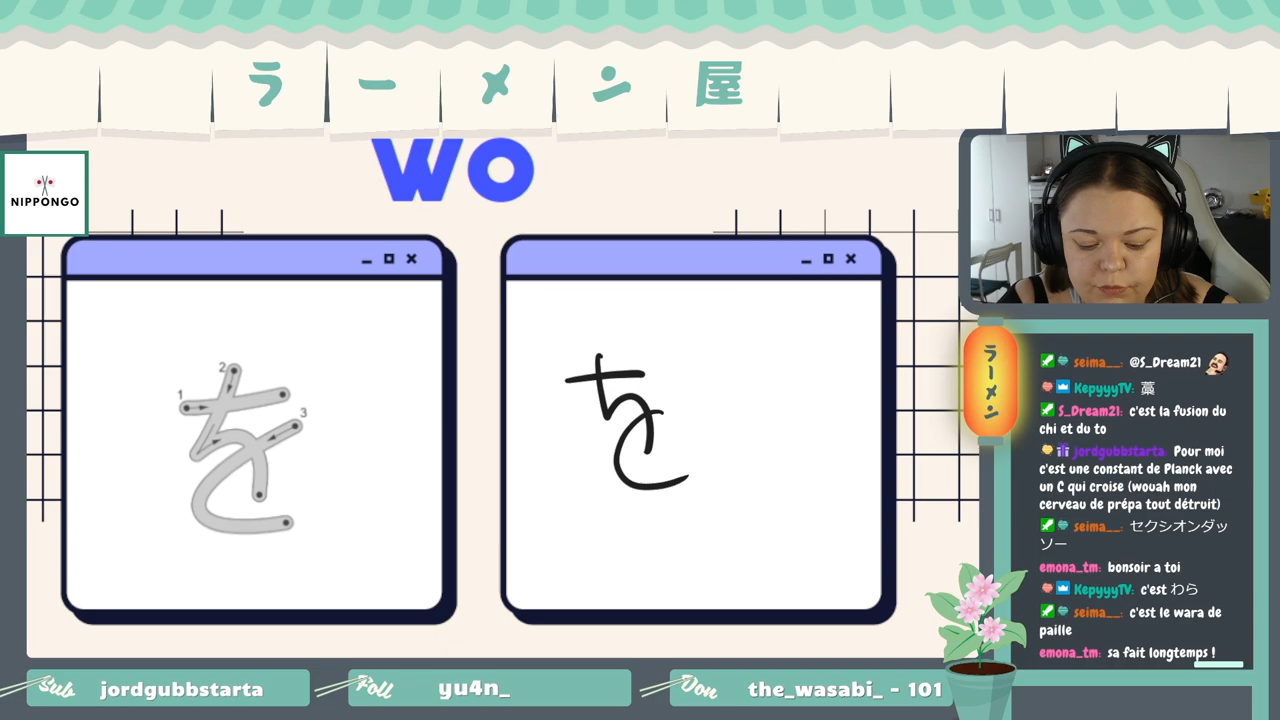 ラーメン屋
WO
NIPPONGO
1
2
3
を
ラーメン
seima__: @S_Dream21
KepyyyTV: 藁
S_Dream21: c'est la fusion du
chi et du to
jordgubbstarta: Pour moi
c'est une constant de Planck avec
un C qui croise (wouah mon
cerveau de prépa tout détruit)
seima__: セクシオンダッ
ソー
emona_tm: bonsoir a toi
KepyyyTV: c'est わら
seima__: c'est le wara de
paille
emona_tm: sa fait longtemps !
Sub jordgubbstarta
Foll yu4n_
Don the_wasabi_ - 101
を